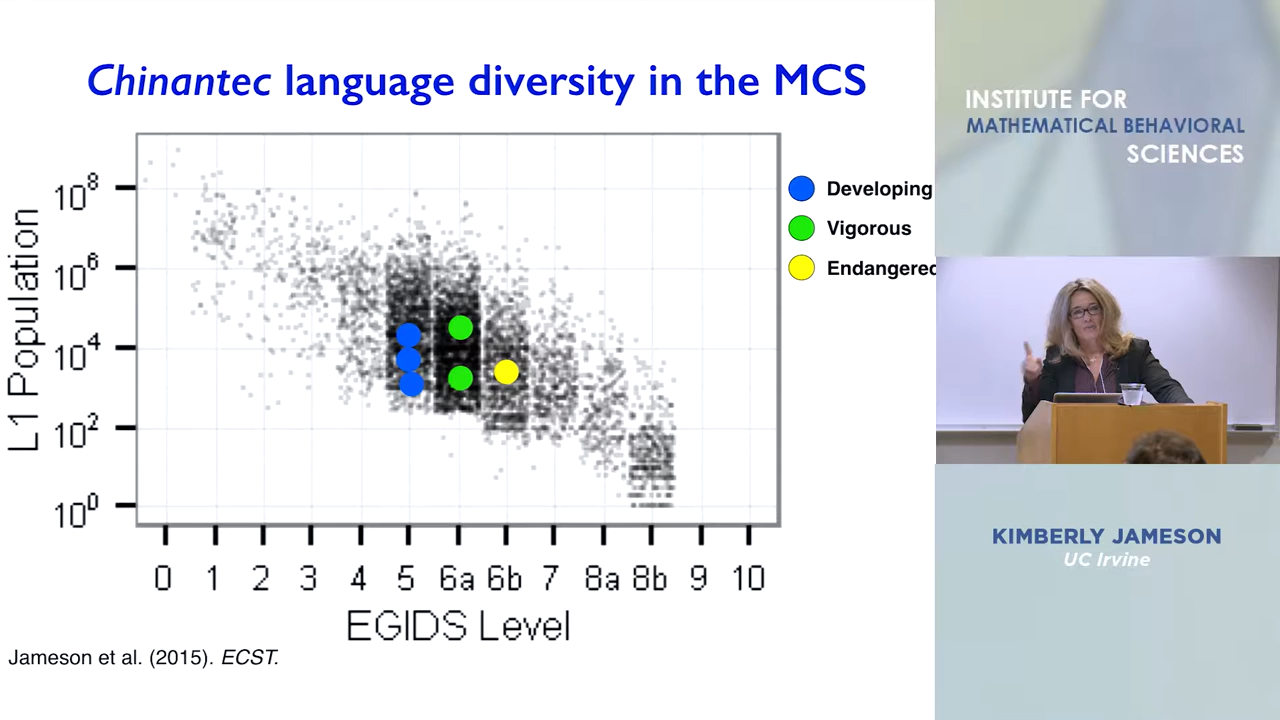 Chinantec language diversity in the MCS
L1 Population
10^8
10^6
10^4
10^2
10^0
0 1 2 3 4 5 6a 6b 7 8a 8b 9 10
EGIDS Level
Developing
Vigorous
Endangered
Jameson et al. (2015). ECST.
INSTITUTE FOR
MATHEMATICAL BEHAVIORAL
SCIENCES
KIMBERLY JAMESON
UC Irvine